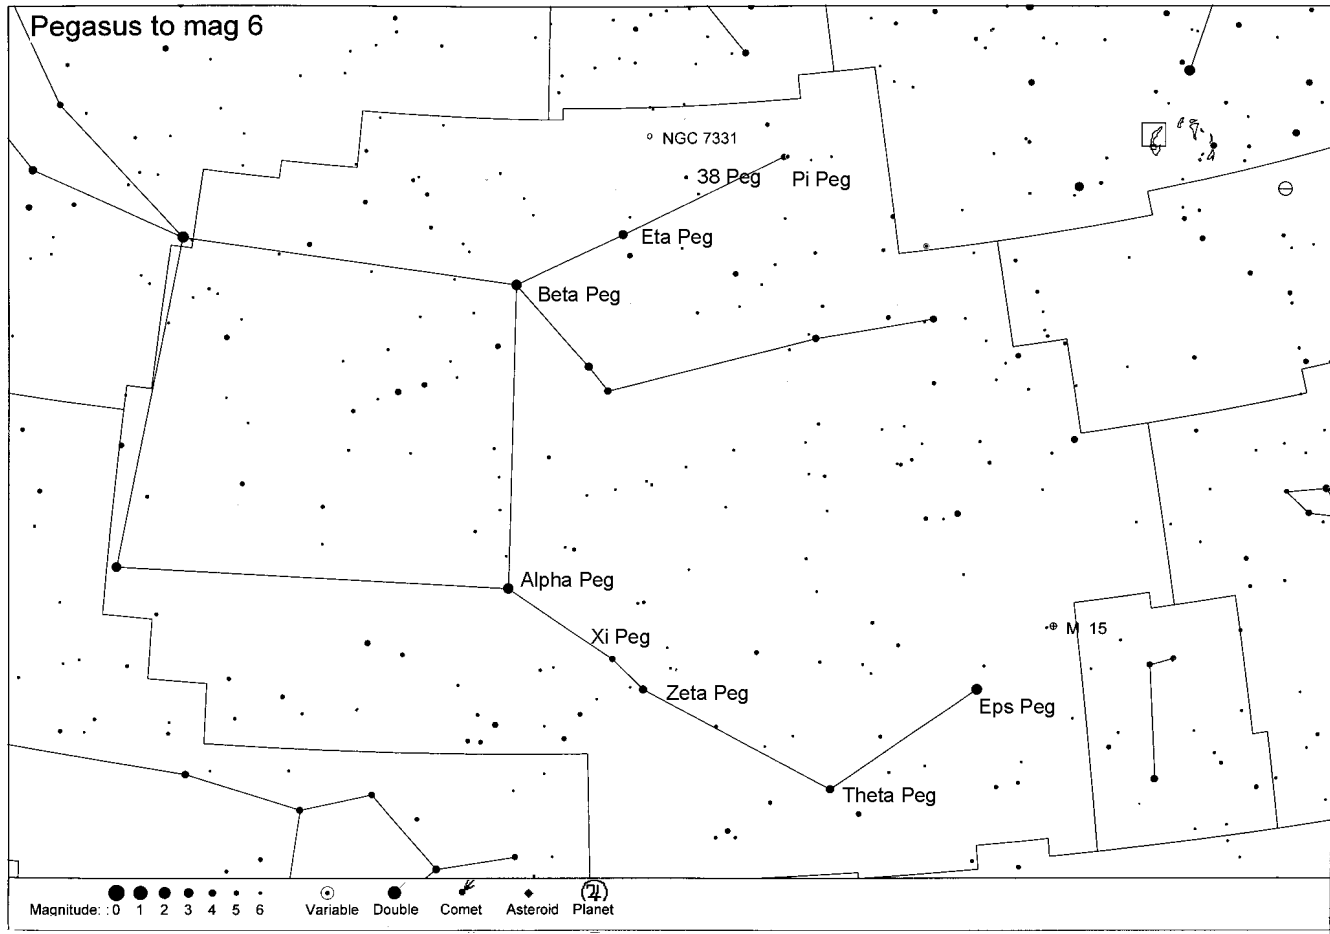 Pegasus to mag 6
NGC 7331
38 Peg
Pi Peg
Eta Peg
Beta Peg
Alpha Peg
Xi Peg
M 15
Zeta Peg
Eps Peg
Theta Peg
Magnitude: : 0 1 2 3 4 5 6 Variable Double Comet Asteroid Planet